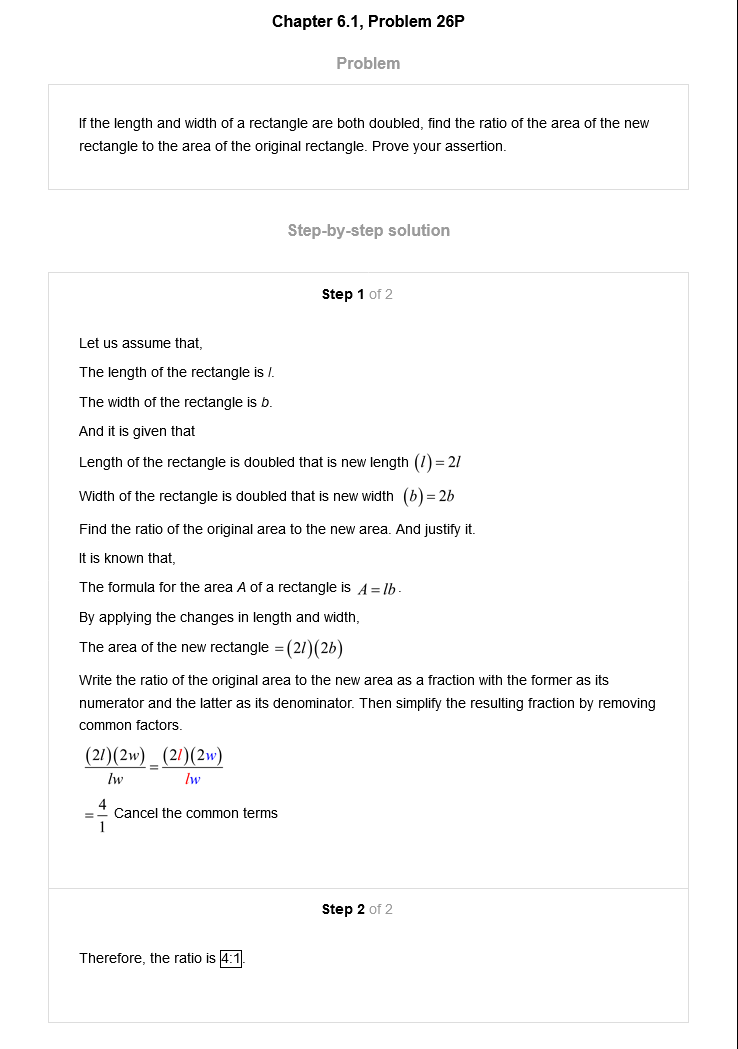 Chapter 6.1, Problem 26P
Problem
If the length and width of a rectangle are both doubled, find the ratio of the area of the new
rectangle to the area of the original rectangle. Prove your assertion.
Step-by-step solution
Step 1 of 2
Let us assume that,
The length of the rectangle is l.
The width of the rectangle is b.
And it is given that
Length of the rectangle is doubled that is new length (l) = 2l
Width of the rectangle is doubled that is new width (b) = 2b
Find the ratio of the original area to the new area. And justify it.
It is known that,
The formula for the area A of a rectangle is A = lb.
By applying the changes in length and width,
The area of the new rectangle = (2l)(2b)
Write the ratio of the original area to the new area as a fraction with the former as its
numerator and the latter as its denominator. Then simplify the resulting fraction by removing
common factors.
(2l)(2w)/lw = (2l)(2w)/lw
= 4/1 Cancel the common terms
Step 2 of 2
Therefore, the ratio is 4:1.